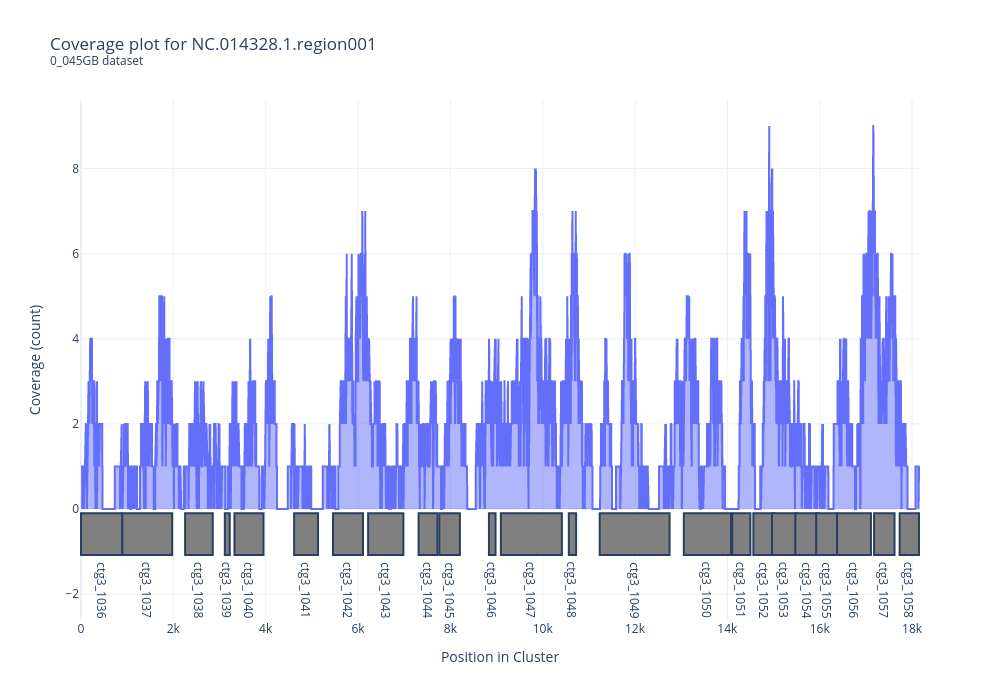 Coverage plot for NC.014328.1.region001
0_045GB dataset
Coverage (count)
8
6
4
2
0
−2
ctg3_1036
ctg3_1037
ctg3_1038
ctg3_1039
ctg3_1040
ctg3_1041
ctg3_1042
ctg3_1043
ctg3_1044
ctg3_1045
ctg3_1046
ctg3_1047
ctg3_1048
ctg3_1049
ctg3_1050
ctg3_1051
ctg3_1052
ctg3_1053
ctg3_1054
ctg3_1055
ctg3_1056
ctg3_1057
ctg3_1058
0 2k 4k 6k 8k 10k 12k 14k 16k 18k
Position in Cluster